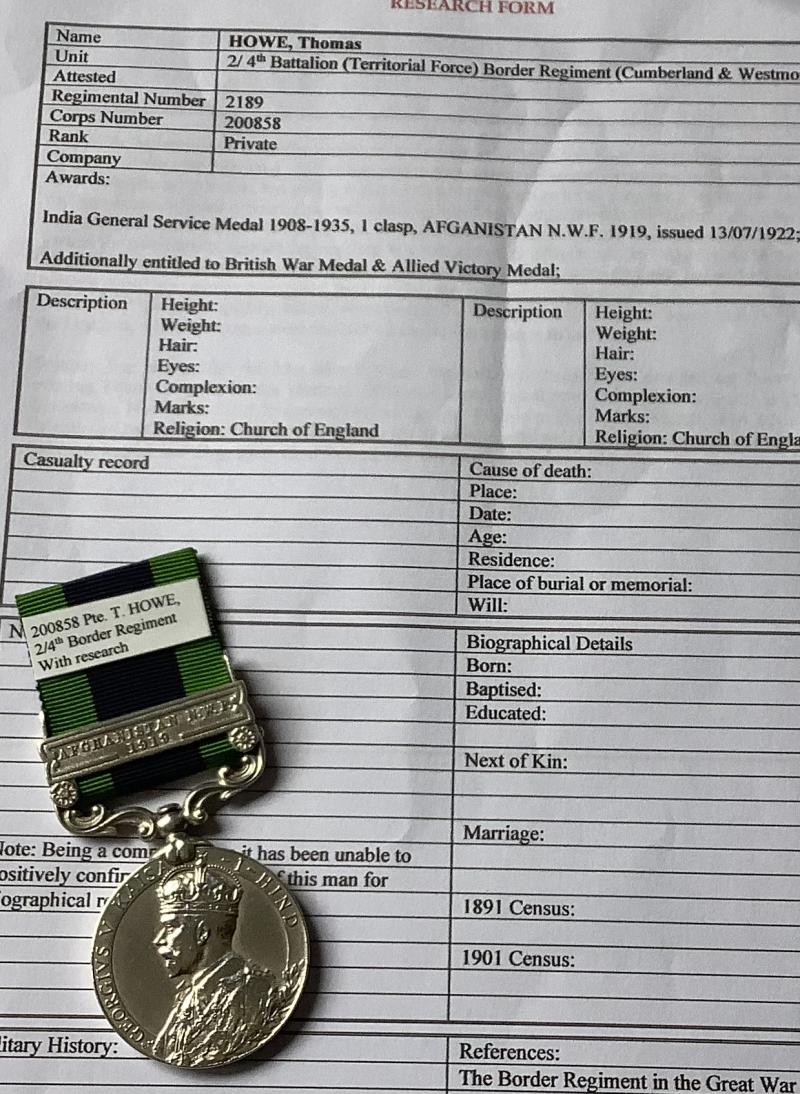 RESEARCH FORM
Name HOWE, Thomas
Unit 2/ 4th Battalion (Territorial Force) Border Regiment (Cumberland & Westmo
Attested
Regimental Number 2189
Corps Number 200858
Rank Private
Company
Awards:
India General Service Medal 1908-1935, 1 clasp, AFGANISTAN N.W.F. 1919, issued 13/07/1922;
Additionally entitled to British War Medal & Allied Victory Medal;
Description
Height:
Weight:
Hair:
Eyes:
Complexion:
Marks:
Religion: Church of England
Description
Height:
Weight:
Hair:
Eyes:
Complexion:
Marks:
Religion: Church of Engla
Casualty record
Cause of death:
Place:
Date:
Age:
Residence:
Place of burial or memorial:
Will:
N
200858 Pte. T. HOWE,
2/4th Border Regiment
With research
AFGHANISTAN N.W.F.
1919
GEORGIVS V KAISAR-I-HIND
Note: Being a com it has been unable to
ositively confir f this man for
ographical r
Biographical Details
Born:
Baptised:
Educated:
Next of Kin:
Marriage:
1891 Census:
1901 Census:
litary History:
References:
The Border Regiment in the Great War